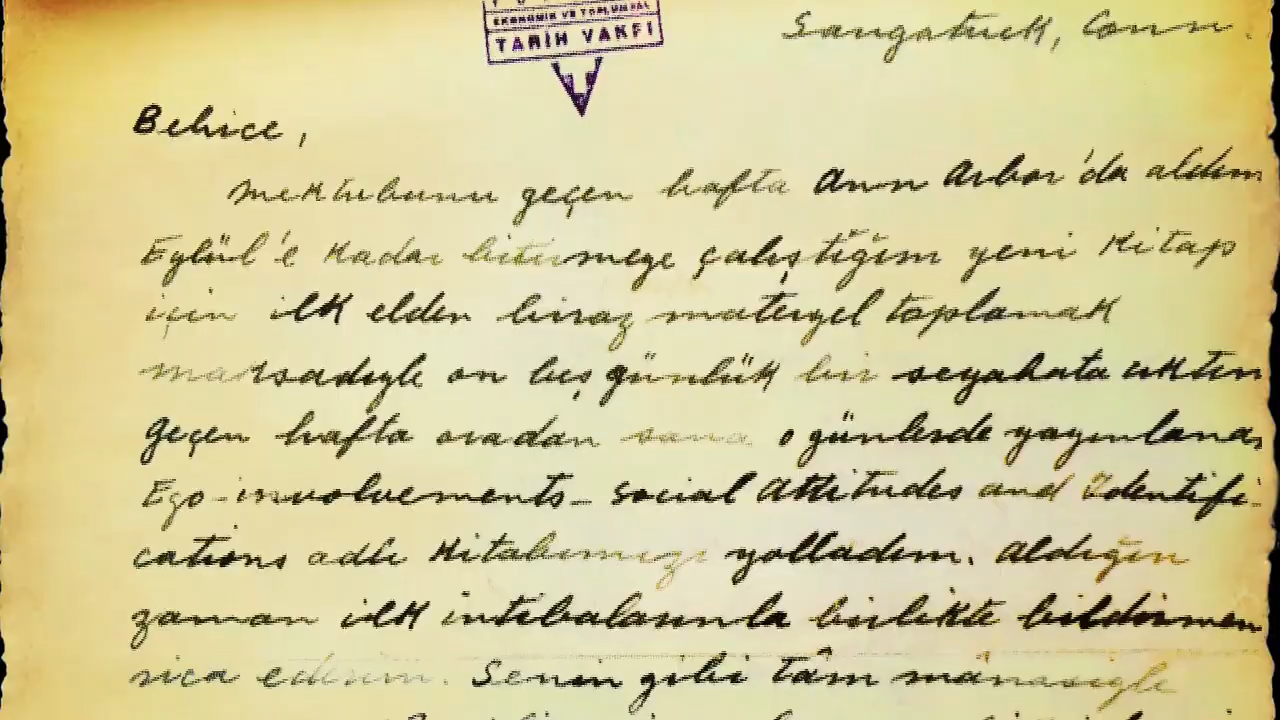 EKONOMİK VE TOPLUMSAL
TARİH VAKFI
Saugatuck, Conn.
Behice,
mektubunu geçen hafta Ann Arbor'da aldım
Eylül'e kadar bitirmeğe çalıştığım yeni kitap
için ilk elden biraz materyel toplamak
maksadıyle on beş günlük bir seyahata çıktım
geçen hafta oradan sana o günlerde yayınlanan
Ego-involvements - Social Attitudes and Identifi-
cations adlı kitabımızı yolladım. Aldığın
zaman ilk intibalarınla birlikte bildirmeni
rica ederim. Senin gibi tâm mânasiyle